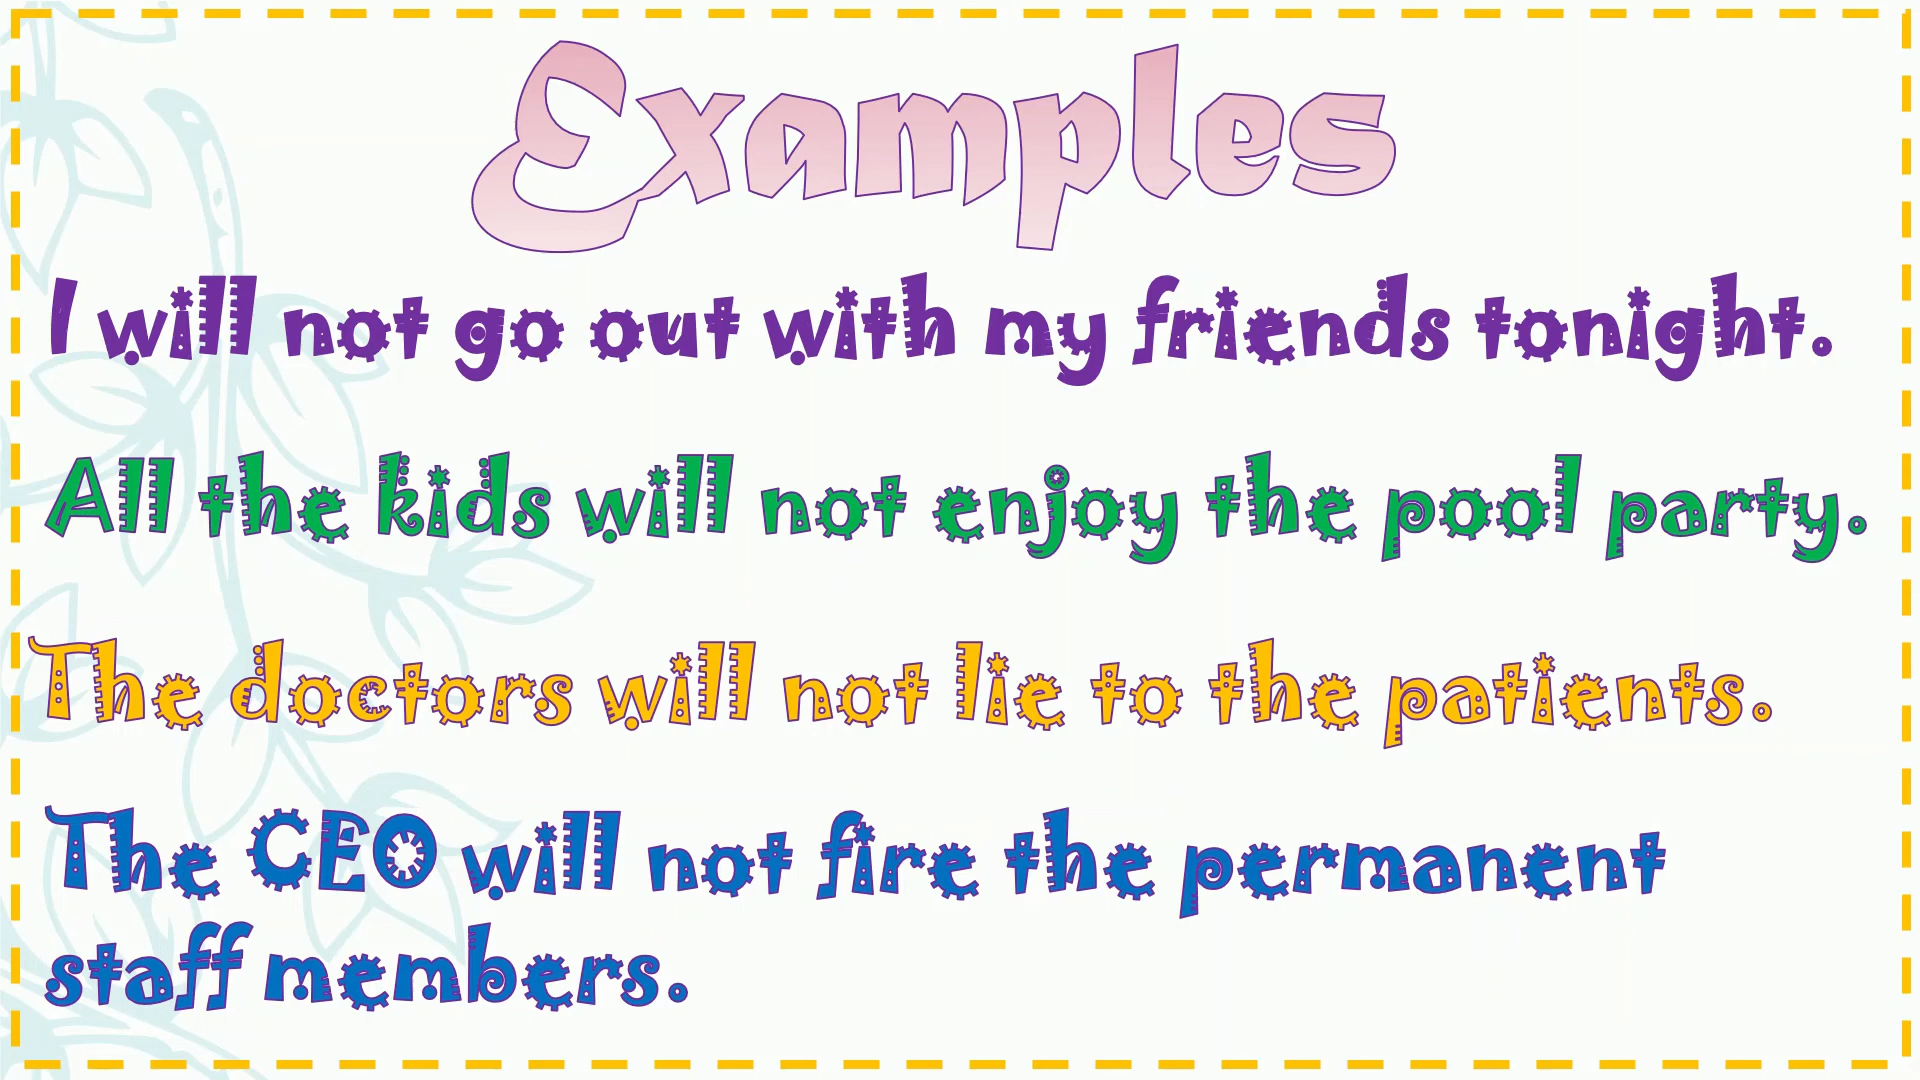 Examples
I will not go out with my friends tonight.
All the kids will not enjoy the pool party.
The doctors will not lie to the patients.
The CEO will not fire the permanent
staff members.